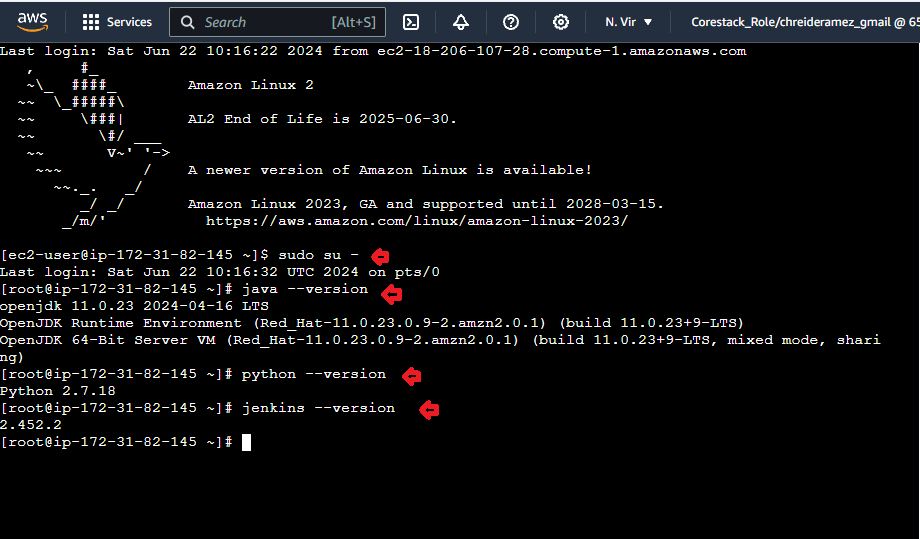 aws Services Search [Alt+S] N. Vir Corestack_Role/chreideramez_gmail @ 65
Last login: Sat Jun 22 10:16:22 2024 from ec2-18-206-107-28.compute-1.amazonaws.com
   ,     #_
   ~\_  ####_        Amazon Linux 2
  ~~  \_#####\
  ~~     \###|       AL2 End of Life is 2025-06-30.
  ~~       \#/ ___
   ~~       V~' '->
    ~~~         /    A newer version of Amazon Linux is available!
      ~~._.   _/
         _/ _/       Amazon Linux 2023, GA and supported until 2028-03-15.
       _/m/'           https://aws.amazon.com/linux/amazon-linux-2023/
[ec2-user@ip-172-31-82-145 ~]$ sudo su -
Last login: Sat Jun 22 10:16:32 UTC 2024 on pts/0
[root@ip-172-31-82-145 ~]# java --version
openjdk 11.0.23 2024-04-16 LTS
OpenJDK Runtime Environment (Red_Hat-11.0.23.0.9-2.amzn2.0.1) (build 11.0.23+9-LTS)
OpenJDK 64-Bit Server VM (Red_Hat-11.0.23.0.9-2.amzn2.0.1) (build 11.0.23+9-LTS, mixed mode, shari
ng)
[root@ip-172-31-82-145 ~]# python --version
Python 2.7.18
[root@ip-172-31-82-145 ~]# jenkins --version
2.452.2
[root@ip-172-31-82-145 ~]#